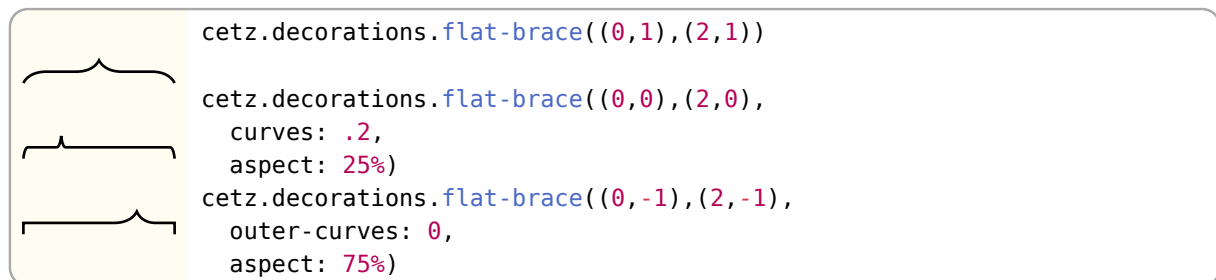 cetz.decorations.flat-brace((0,1),(2,1))
cetz.decorations.flat-brace((0,0),(2,0),
  curves: .2,
  aspect: 25%)
cetz.decorations.flat-brace((0,-1),(2,-1),
  outer-curves: 0,
  aspect: 75%)